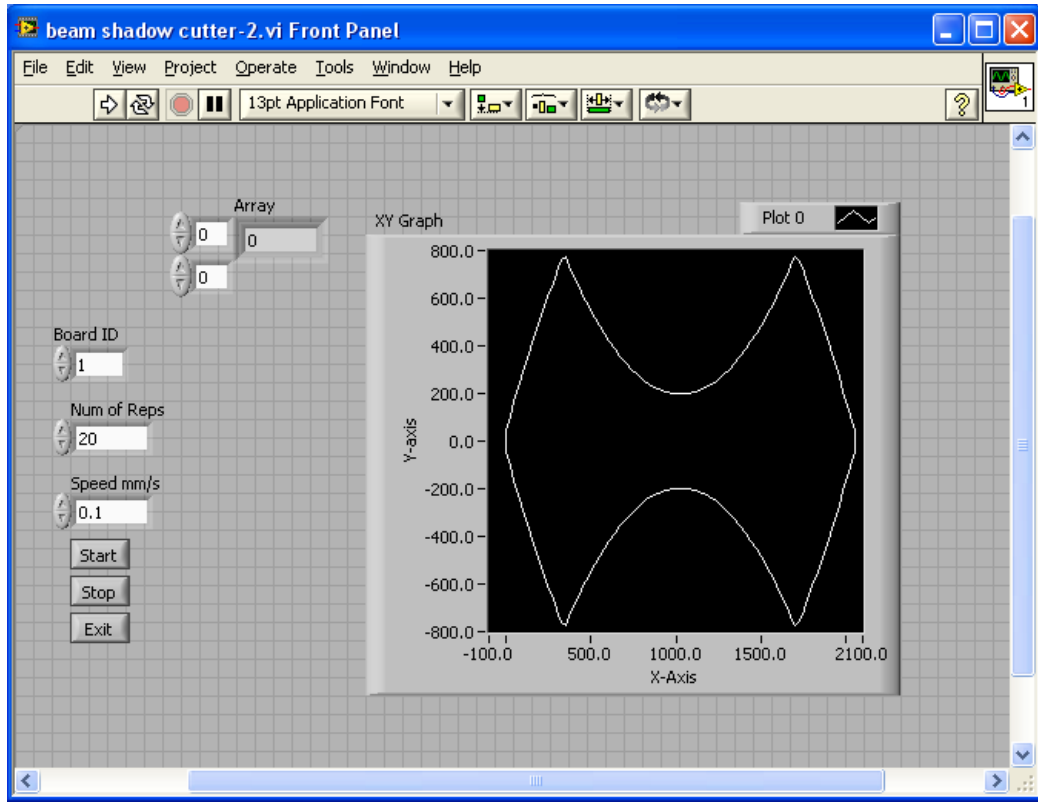 beam shadow cutter-2.vi Front Panel
File Edit View Project Operate Tools Window Help
13pt Application Font
1
Array
0
0
0
XY Graph
Plot 0
Board ID
1
Num of Reps
20
Speed mm/s
0.1
Start
Stop
Exit
800.0
600.0
400.0
200.0
0.0
-200.0
-400.0
-600.0
-800.0
Y-axis
-100.0 500.0 1000.0 1500.0 2100.0
X-Axis